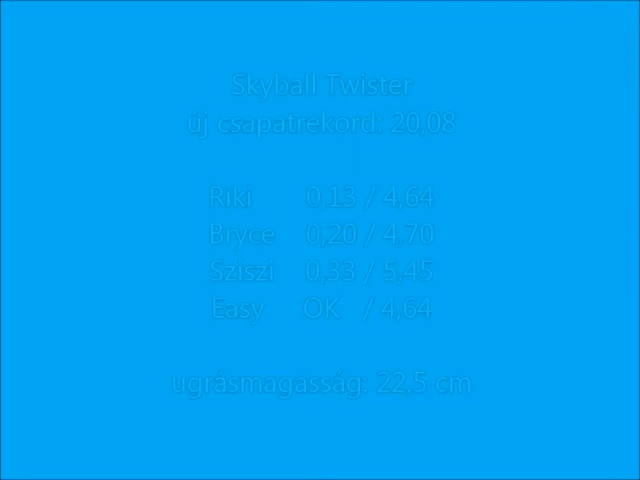 Skyball Twister
új csapatrekord: 20,08
Riki 0,13 / 4,64
Bryce 0,20 / 4,70
Sziszi 0,33 / 5,45
Easy OK / 4,64
ugrásmagasság: 22,5 cm